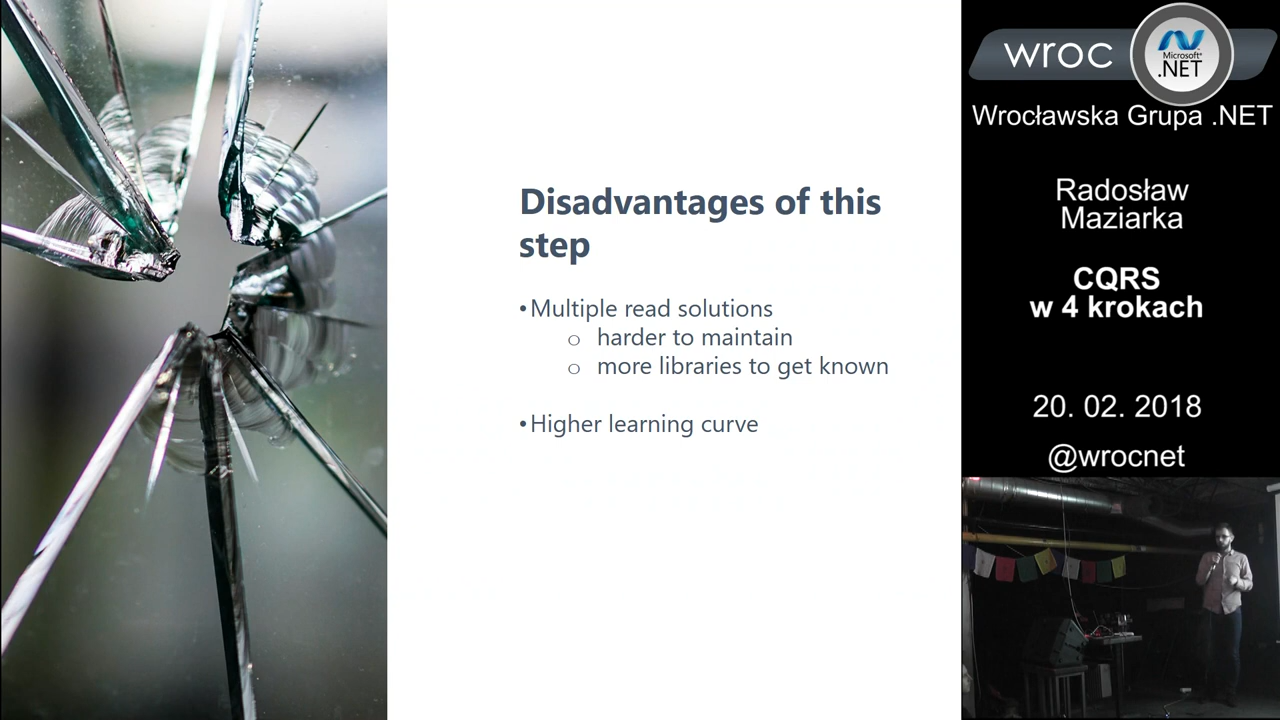 Disadvantages of this
step
•Multiple read solutions
○ harder to maintain
○ more libraries to get known
•Higher learning curve
wroc
Microsoft®
.NET
Wrocławska Grupa .NET
Radosław
Maziarka
CQRS
w 4 krokach
20. 02. 2018
@wrocnet